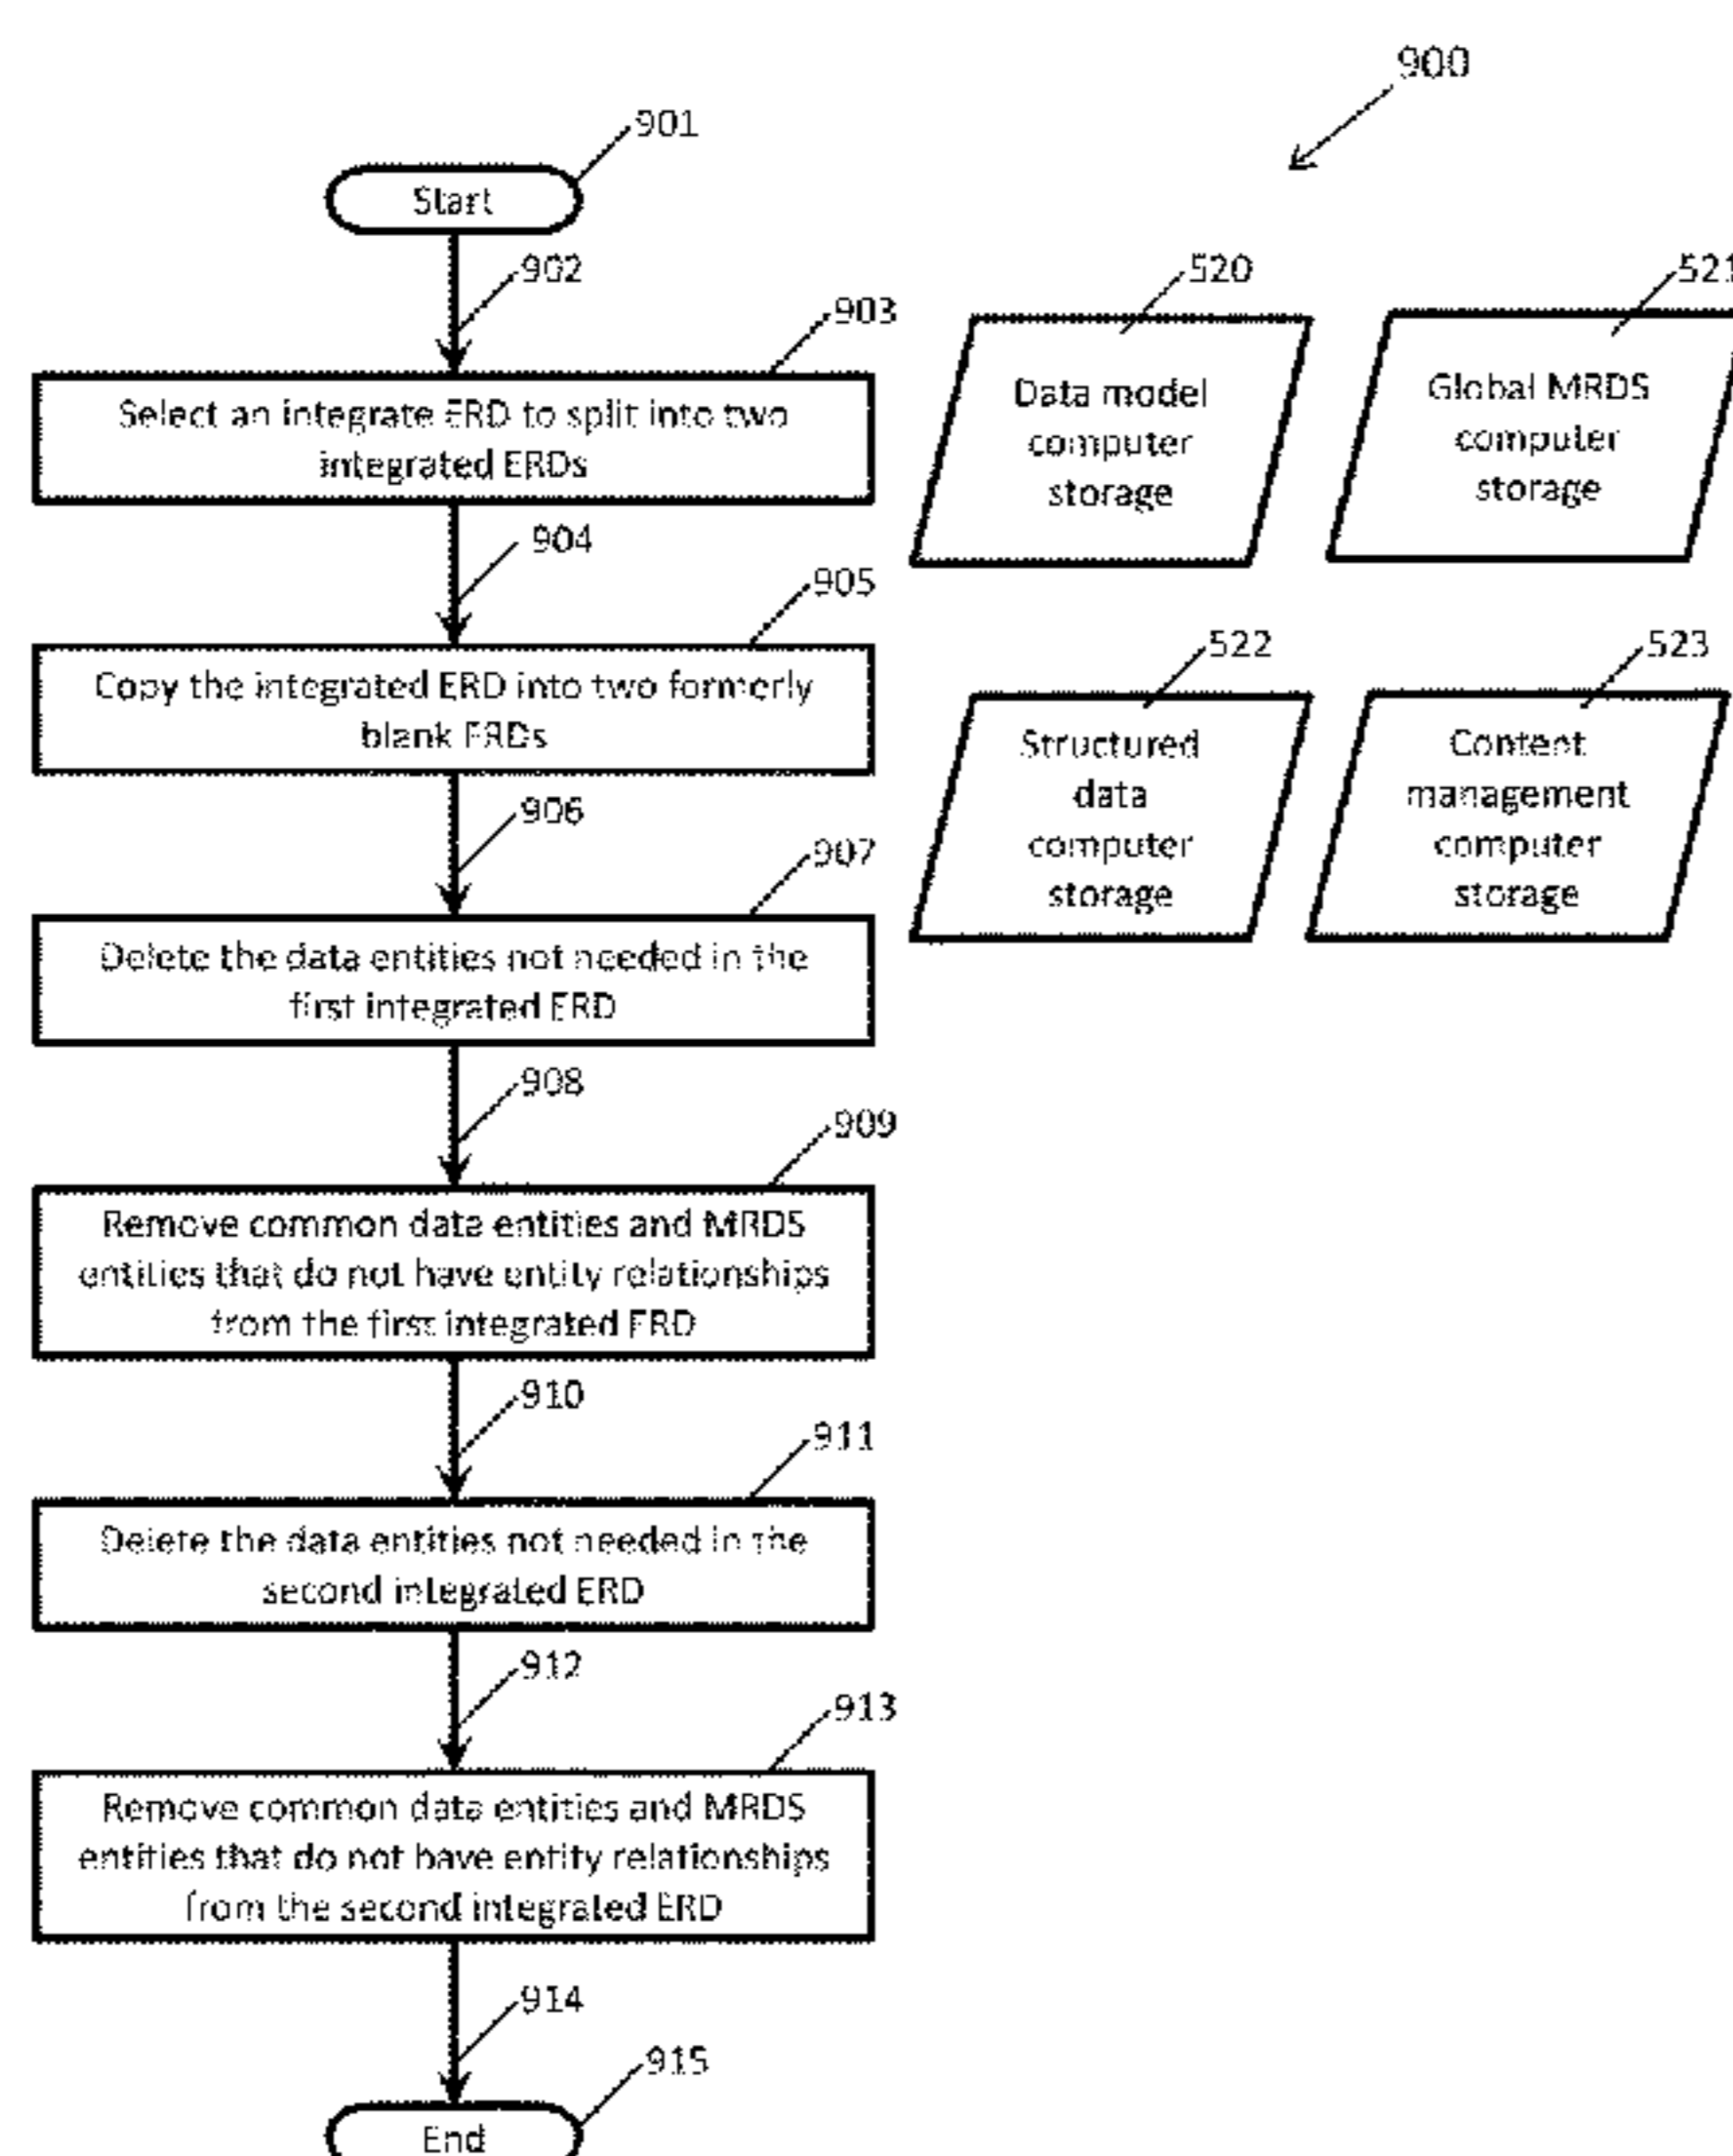 900
901
Start
902
903
Select an integrate ERD to split into two
integrated ERDs
904
905
Copy the integrated ERD into two formerly
blank ERDs
906
907
Delete the data entities not needed in the
first integrated ERD
908
909
Remove common data entities and MRDS
entities that do not have entity relationships
from the first integrated ERD
910
911
Delete the data entities not needed in the
second integrated ERD
912
913
Remove common data entities and MRDS
entities that do not have entity relationships
from the second integrated ERD
914
915
End
520
Data model
computer
storage
521
Global MRDS
computer
storage
522
Structured
data
computer
storage
523
Content
management
computer
storage